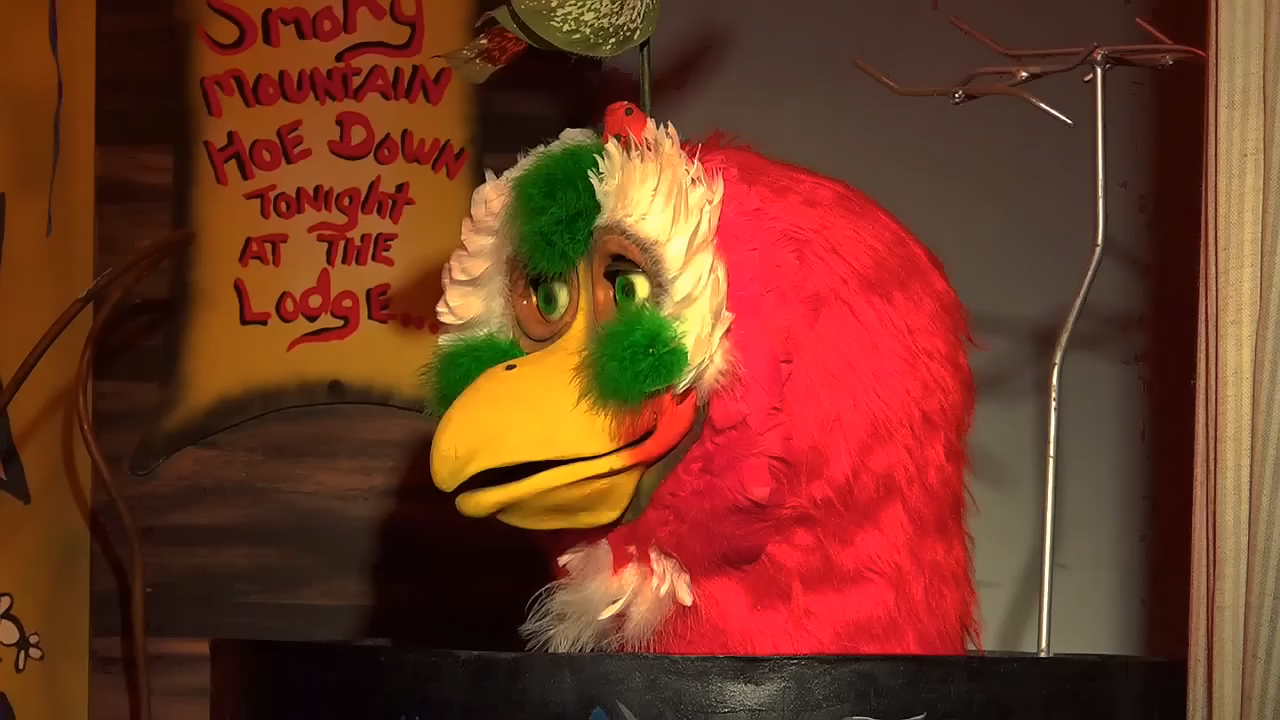 Smoky
MOUNTAIN
HOE DOWN
TONight
AT THE
Lodge...